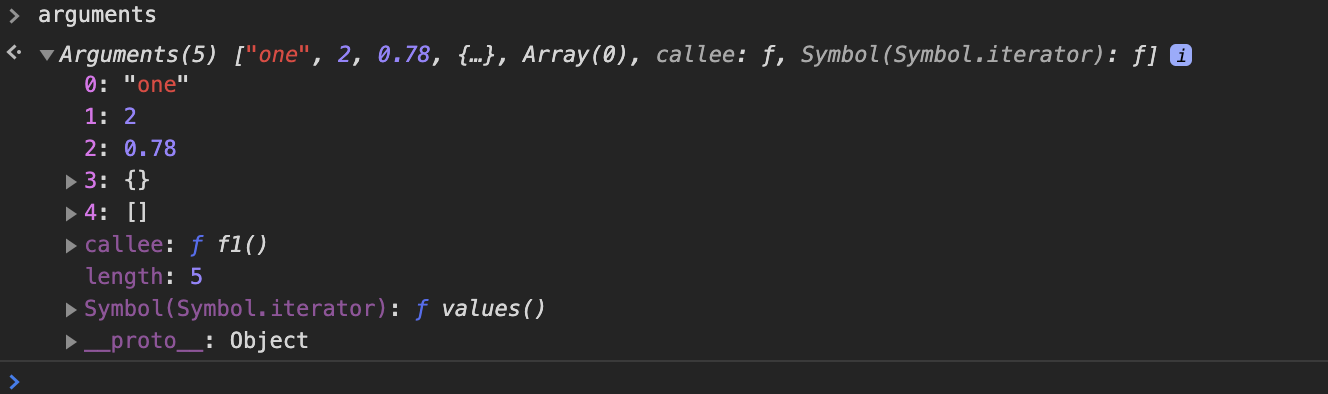 > arguments
Arguments(5) ["one", 2, 0.78, {…}, Array(0), callee: ƒ, Symbol(Symbol.iterator): ƒ] i
0: "one"
1: 2
2: 0.78
3: {}
4: []
callee: ƒ f1()
length: 5
Symbol(Symbol.iterator): ƒ values()
__proto__: Object
>